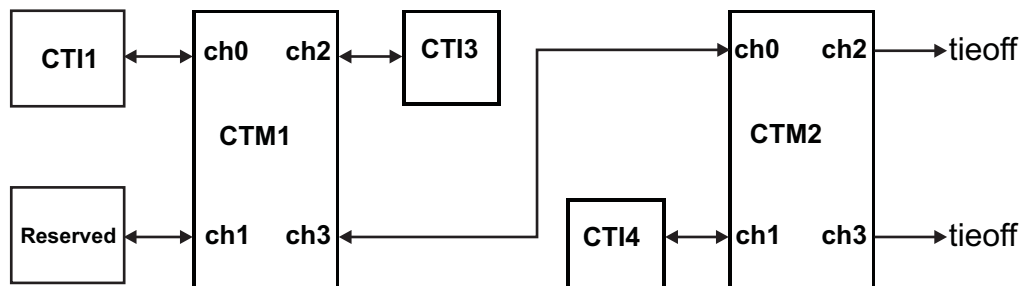 CTI1
ch0 ch2
CTI3
ch0 ch2
tieoff
CTM1
CTM2
Reserved
ch1 ch3
CTI4
ch1 ch3
tieoff